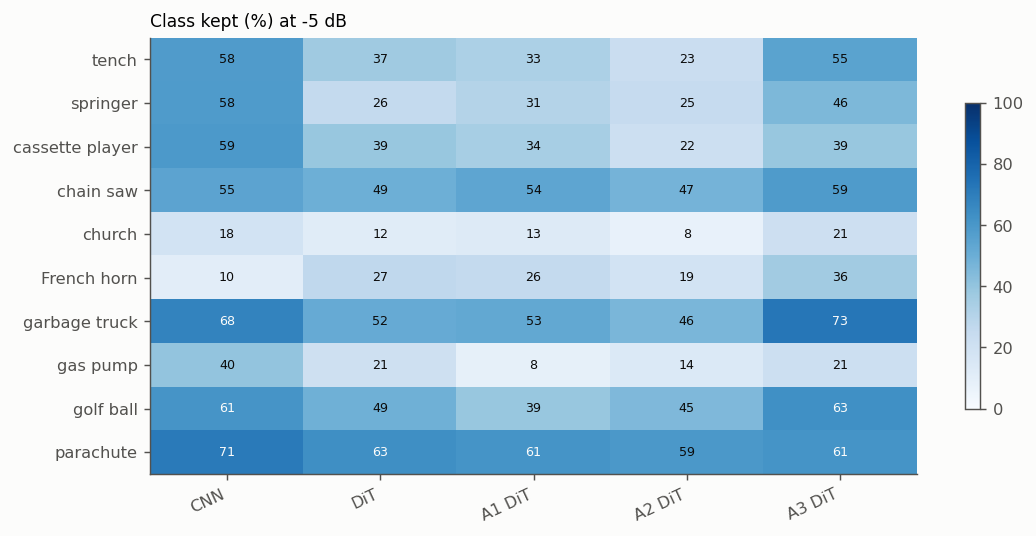 Class kept (%) at -5 dB
tench 58 37 33 23 55
springer 58 26 31 25 46
cassette player 59 39 34 22 39
chain saw 55 49 54 47 59
church 18 12 13 8 21
French horn 10 27 26 19 36
garbage truck 68 52 53 46 73
gas pump 40 21 8 14 21
golf ball 61 49 39 45 63
parachute 71 63 61 59 61
CNN DiT A1 DiT A2 DiT A3 DiT
100
80
60
40
20
0